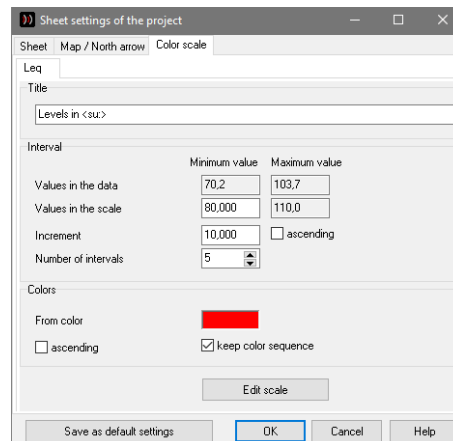 Sheet settings of the project
Sheet Map / North arrow Color scale
Leq
Title
Levels in <su:>
Interval
Minimum value Maximum value
Values in the data 70,2 103,7
Values in the scale 80,000 110,0
Increment 10,000 ascending
Number of intervals 5
Colors
From color
ascending keep color sequence
Edit scale
Save as default settings OK Cancel Help